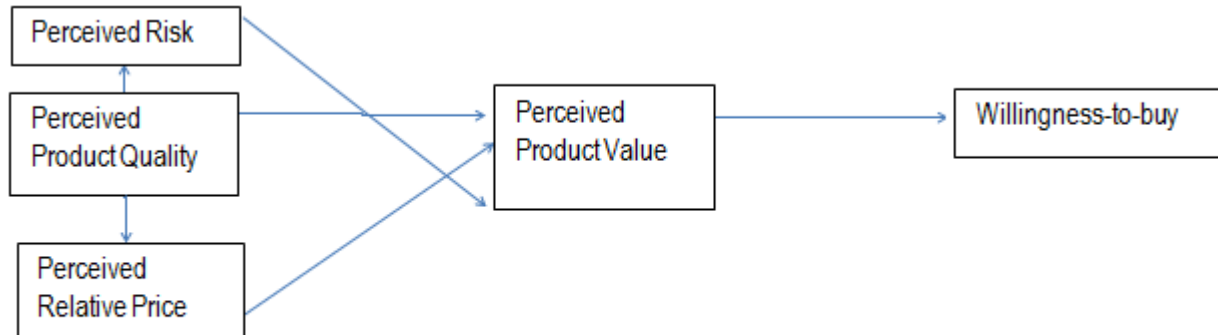 Perceived Risk
Perceived
Product Quality
Perceived
Relative Price
Perceived
Product Value
Willingness-to-buy